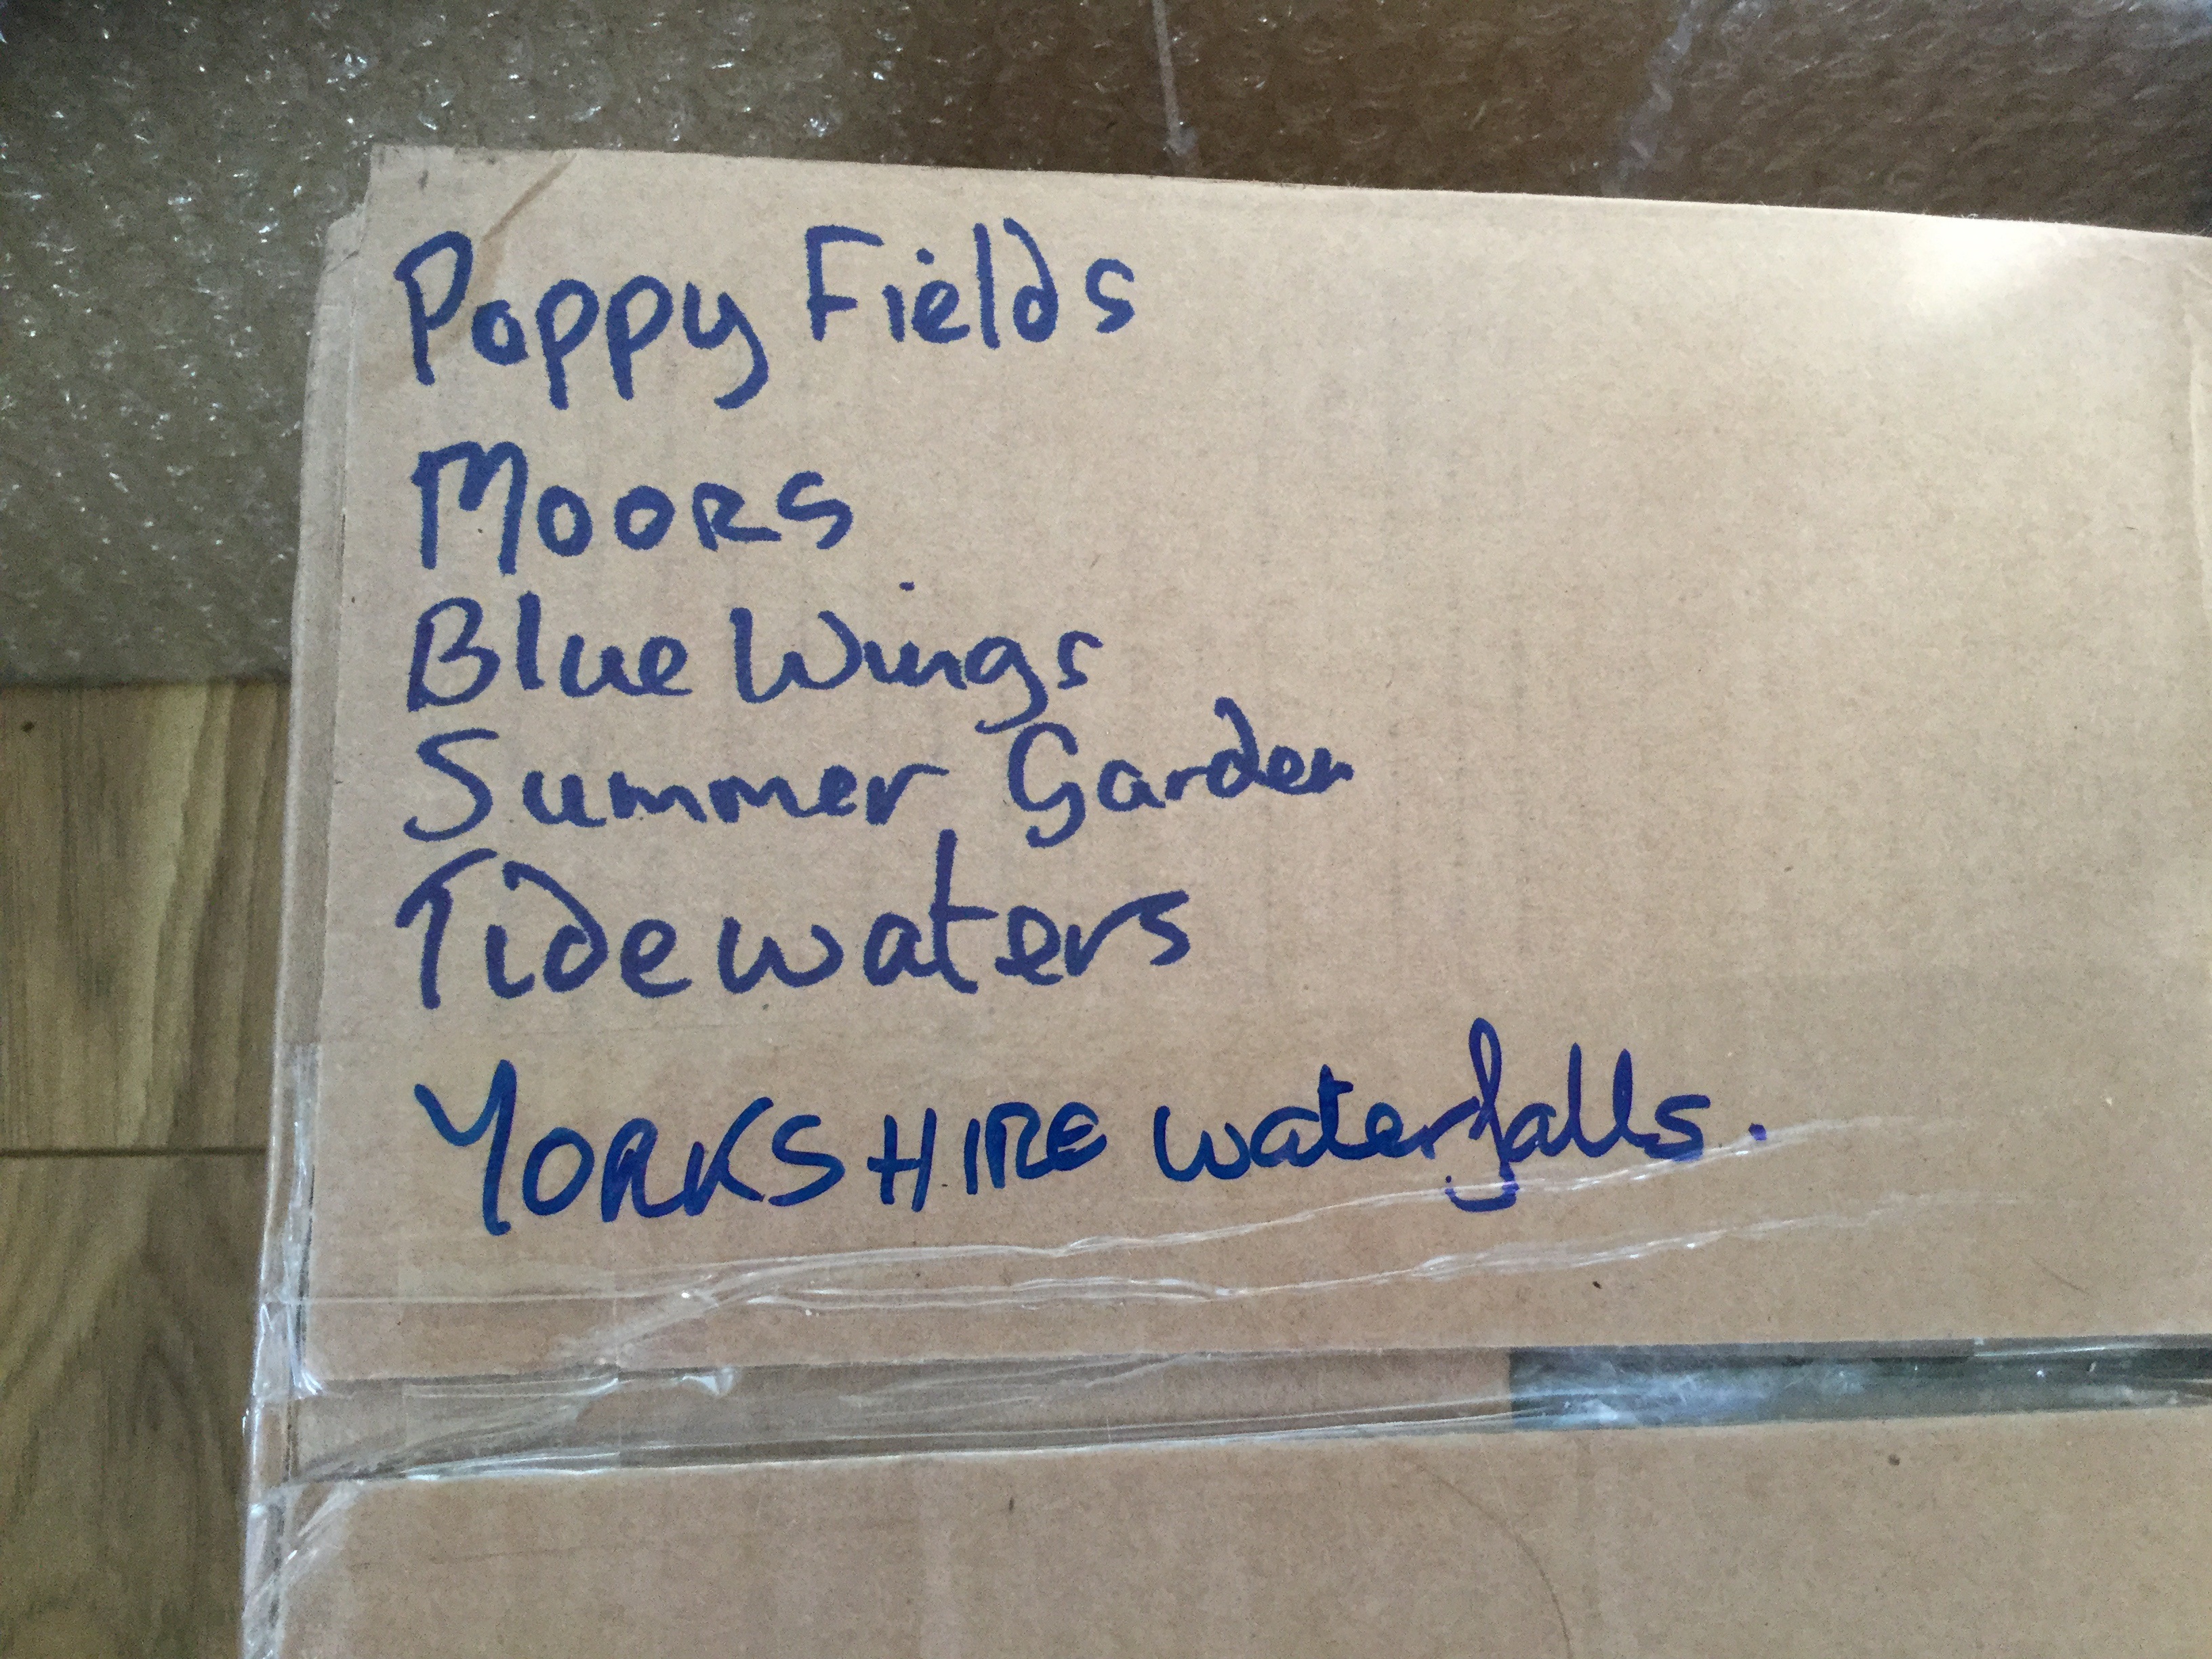 Poppy Fields
MOORS
Blue Wings
Summer Garden
Tidewaters
YORKSHIRE waterfalls.